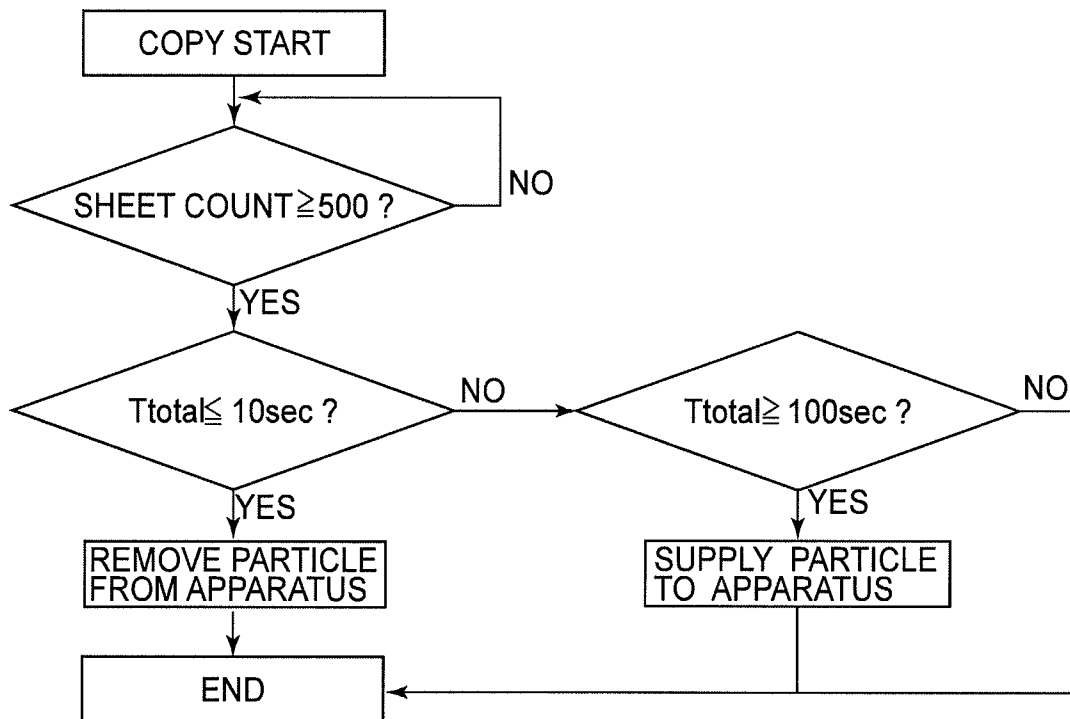 COPY START
SHEET COUNT≧500 ?
NO
YES
Ttotal≦ 10sec ?
NO
Ttotal≧ 100sec ?
NO
YES
YES
REMOVE PARTICLE
FROM APPARATUS
SUPPLY PARTICLE
TO APPARATUS
END